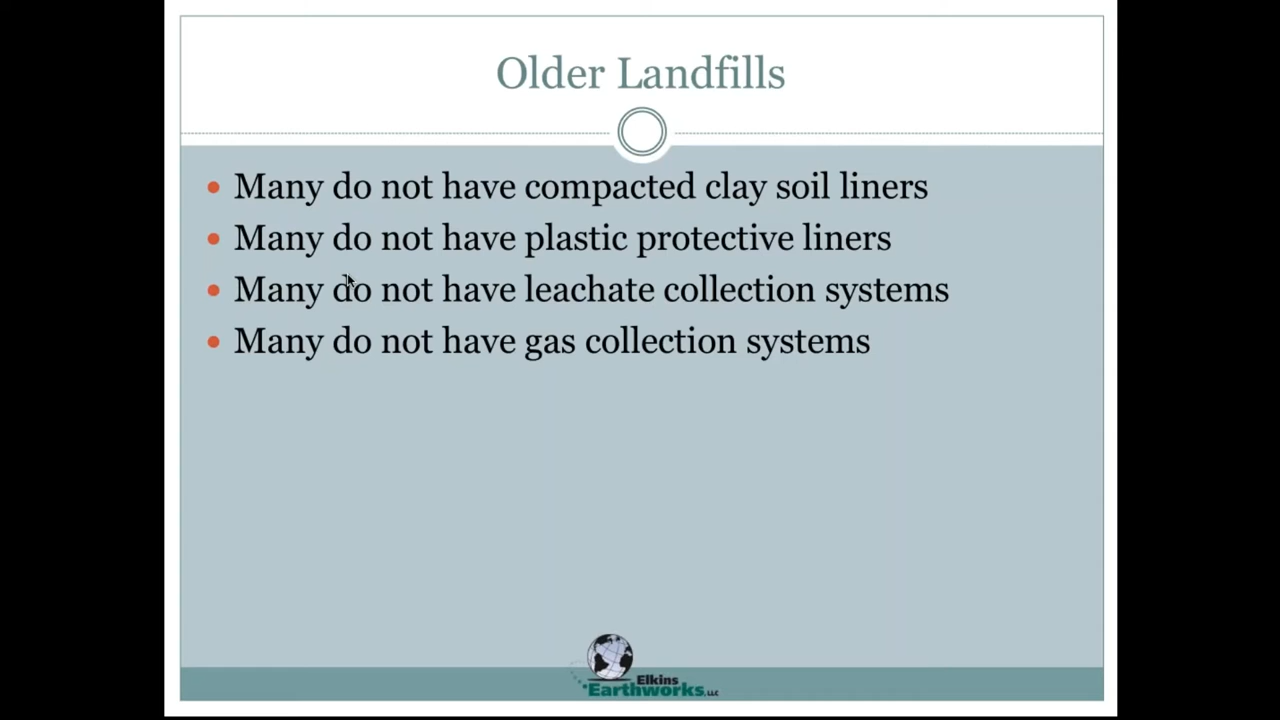 Older Landfills
Many do not have compacted clay soil liners
Many do not have plastic protective liners
Many do not have leachate collection systems
Many do not have gas collection systems
Elkins
Earthworks, LLC